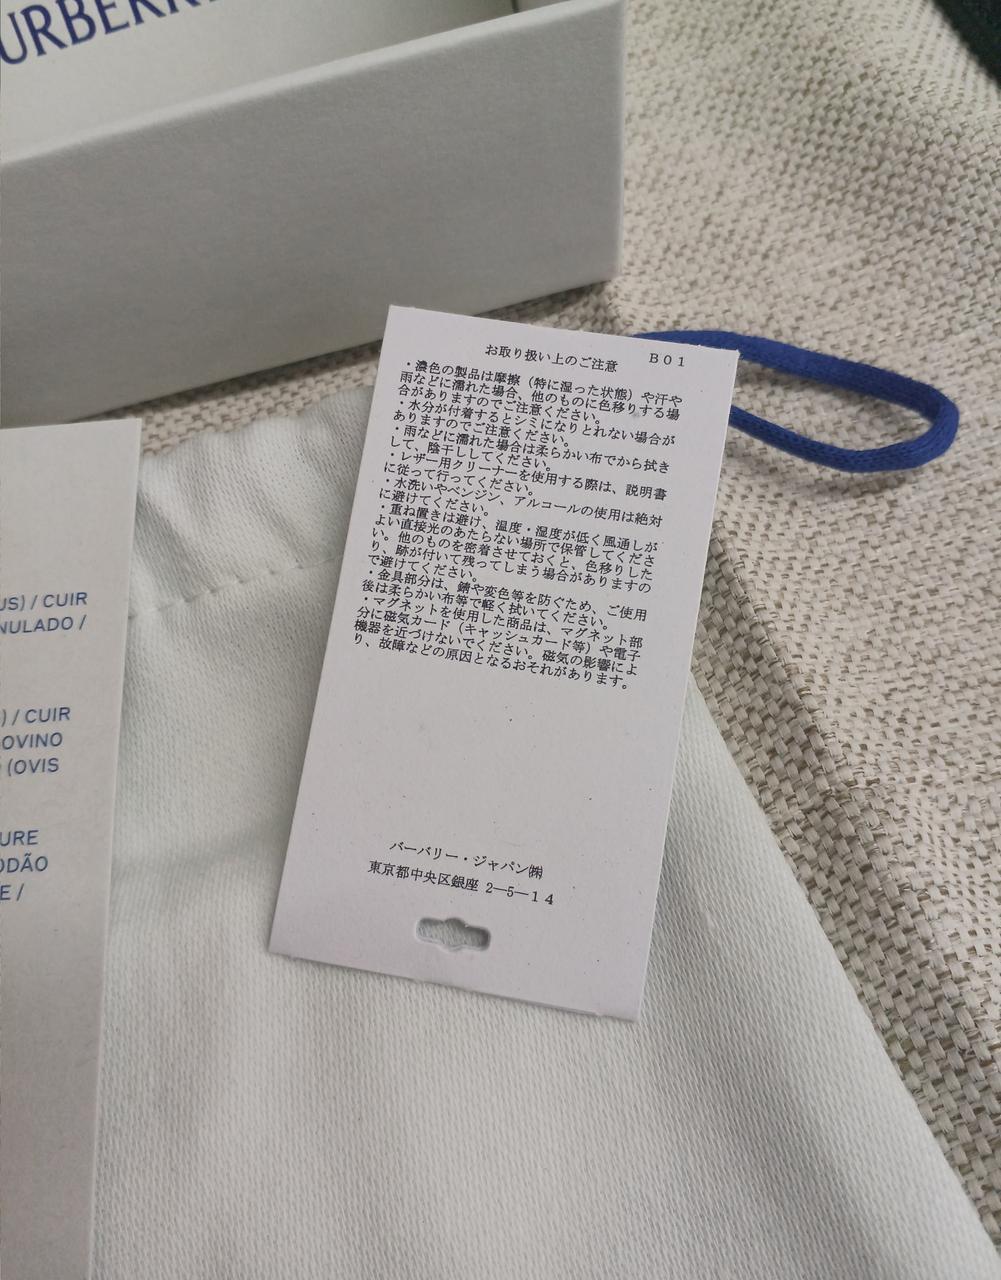 URBERR
お取り扱い上のご注意 B01
・濃色の製品は摩擦（特に湿った状態）や汗や
雨などに濡れた場合、他のものに色移りする場
合がありますのでご注意ください。
・水分が付着するとシミになりとれない場合が
ありますのでご注意ください。
・雨などに濡れた場合は柔らかい布でから拭き
して、陰干ししてください。
・レザー用クリーナーを使用する際は、説明書
に従って行ってください。
・水洗いやベンジン、アルコールの使用は絶対
に避けてください。
・重ね置きは避け、温度・湿度が低く風通しが
よい直接光のあたらない場所で保管してくださ
い。他のものを密着させておくと、色移りした
り、跡が付いて残ってしまう場合がありますの
で避けてください。
・金具部分は、錆や変色等を防ぐため、ご使用
後は柔らかい布等で軽く拭いてください。
・マグネットを使用した商品は、マグネット部
分に磁気カード（キャッシュカード等）や電子
機器を近づけないでください。磁気の影響によ
り、故障などの原因となるおそれがあります。
バーバリー・ジャパン㈱
東京都中央区銀座 2―5―14
US) / CUIR
NULADO /
) / CUIR
OVINO
(OVIS
URE
ODÃO
E /